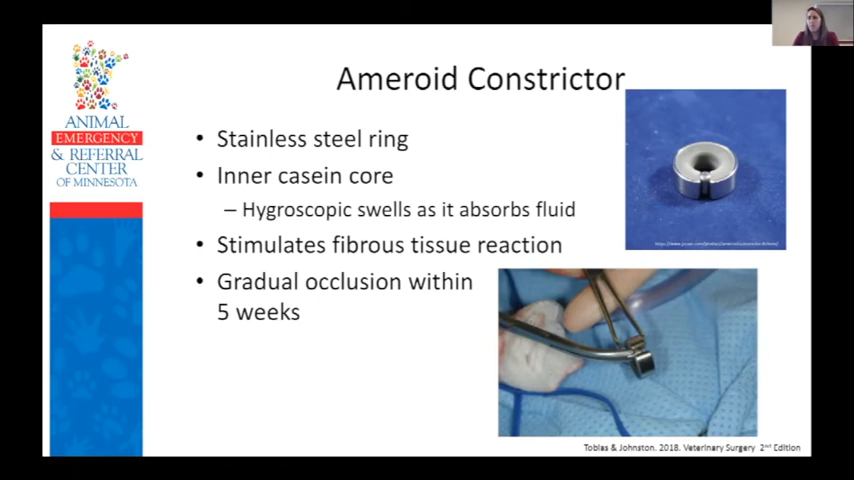 Ameroid Constrictor
ANIMAL
EMERGENCY
& REFERRAL
CENTER
OF MINNESOTA
• Stainless steel ring
• Inner casein core
– Hygroscopic swells as it absorbs fluid
• Stimulates fibrous tissue reaction
• Gradual occlusion within
5 weeks
Tobias & Johnston. 2018. Veterinary Surgery 2nd Edition